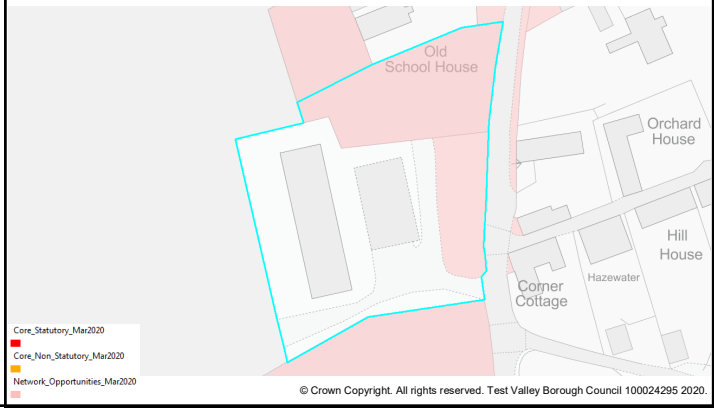 Old
School House
Orchard
House
Hill
House
Corner
Cottage
Hazewater
Core_Statutory_Mar2020
Core_Non_Statutory_Mar2020
Network_Opportunities_Mar2020
© Crown Copyright. All rights reserved. Test Valley Borough Council 100024295 2020.